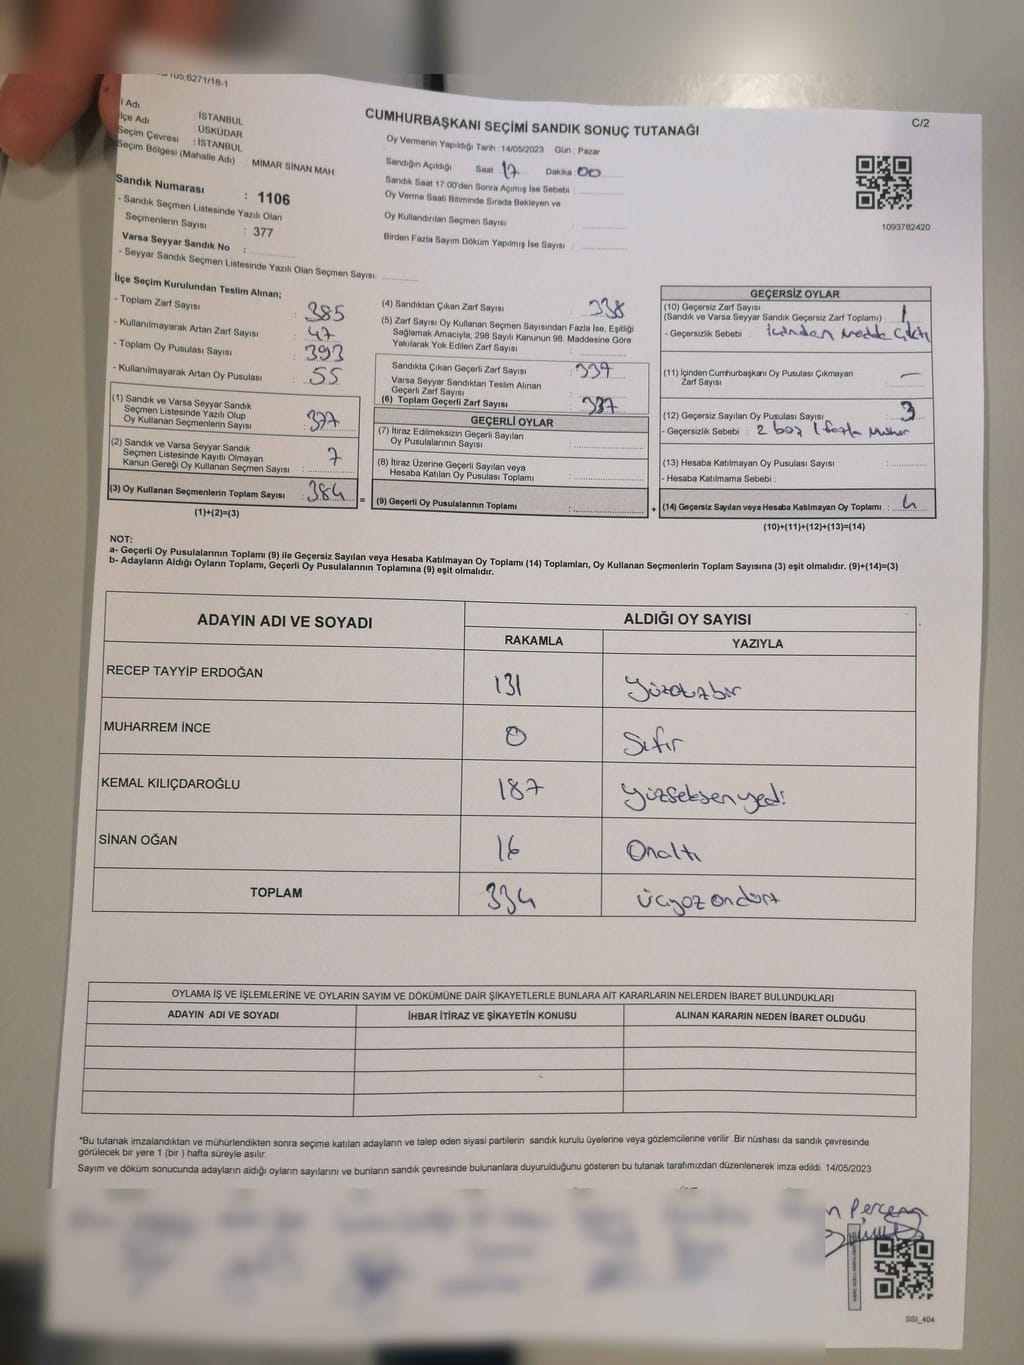 105.6271/18-1
C/2
İl Adı : İSTANBUL
İlçe Adı : ÜSKÜDAR
Seçim Çevresi : İSTANBUL
Seçim Bölgesi (Mahalle Adı) : MİMAR SİNAN MAH.
CUMHURBAŞKANI SEÇİMİ SANDIK SONUÇ TUTANAĞI
Oy Vermenin Yapıldığı Tarih : 14/05/2023 Gün : Pazar
Sandığın Açıldığı Saat 17 Dakika : 00
Sandık Saat 17:00'den Sonra Açımış İse Sebebi :
Oy Verme Saati Bitiminde Sırada Bekleyen ve
Oy Kullandırılan Seçmen Sayısı :
Birden Fazla Sayım Döküm Yapılmış İse Sayısı :
1093782420
Sandık Numarası : 1106
- Sandık Seçmen Listesinde Yazılı Olan
Seçmenlerin Sayısı : 377
Varsa Seyyar Sandık No :
- Seyyar Sandık Seçmen Listesinde Yazılı Olan Seçmen Sayısı:
İlçe Seçim Kurulundan Teslim Alınan;
- Toplam Zarf Sayısı : 385
- Kullanılmayarak Artan Zarf Sayısı : 47
- Toplam Oy Pusulası Sayısı : 393
- Kullanılmayarak Artan Oy Pusulası : 55
(1) Sandık ve Varsa Seyyar Sandık
Seçmen Listesinde Yazılı Olup
Oy Kullanan Seçmenlerin Sayısı : 377
(2) Sandık ve Varsa Seyyar Sandık
Seçmen Listesinde Kayıtlı Olmayan
Kanun Gereği Oy Kullanan Seçmen Sayısı : 7
(3) Oy Kullanan Seçmenlerin Toplam Sayısı : 384
(1)+(2)=(3)
(4) Sandıktan Çıkan Zarf Sayısı : 338
(5) Zarf Sayısı Oy Kullanan Seçmen Sayısından Fazla İse, Eşitliği
Sağlamak Amacıyla; 298 Sayılı Kanunun 98. Maddesine Göre
Yakılarak Yok Edilen Zarf Sayısı :
Sandıkta Çıkan Geçerli Zarf Sayısı : 337
Varsa Seyyar Sandıktan Teslim Alınan
Geçerli Zarf Sayısı :
(6) Toplam Geçerli Zarf Sayısı : 337
GEÇERLİ OYLAR
(7) İtiraz Edilmeksizin Geçerli Sayılan
Oy Pusulalarının Sayısı :
(8) İtiraz Üzerine Geçerli Sayılan veya
Hesaba Katılan Oy Pusulası Toplamı :
= (9) Geçerli Oy Pusulalarının Toplamı :
GEÇERSİZ OYLAR
(10) Geçersiz Zarf Sayısı
(Sandık ve Varsa Seyyar Sandık Geçersiz Zarf Toplamı) : 1
- Geçersizlik Sebebi : içinden madde çıktı
(11) İçinden Cumhurbaşkanı Oy Pusulası Çıkmayan
Zarf Sayısı : —
(12) Geçersiz Sayılan Oy Pusulası Sayısı : 3
- Geçersizlik Sebebi : 2 boş 1 fazla mühür
(13) Hesaba Katılmayan Oy Pusulası Sayısı :
- Hesaba Katılmama Sebebi :
+ (14) Geçersiz Sayılan veya Hesaba Katılmayan Oy Toplamı : 4
(10)+(11)+(12)+(13)=(14)
NOT:
a- Geçerli Oy Pusulalarının Toplamı (9) ile Geçersiz Sayılan veya Hesaba Katılmayan Oy Toplamı (14) Toplamları, Oy Kullanan Seçmenlerin Toplam Sayısına (3) eşit olmalıdır. (9)+(14)=(3)
b- Adayların Aldığı Oyların Toplamı, Geçerli Oy Pusulalarının Toplamına (9) eşit olmalıdır.
ADAYIN ADI VE SOYADI ALDIĞI OY SAYISI
RAKAMLA YAZIYLA
RECEP TAYYİP ERDOĞAN 131 Yüzotuzbir
MUHARREM İNCE 0 Sıfır
KEMAL KILIÇDAROĞLU 187 Yüzseksenyedi
SİNAN OĞAN 16 Onaltı
TOPLAM 334 üçyüz
OYLAMA İŞ VE İŞLEMLERİNE VE OYLARIN SAYIM VE DÖKÜMÜNE DAİR ŞİKAYETLERLE BUNLARA AİT KARARLARIN NELERDEN İBARET BULUNDUKLARI
ADAYIN ADI VE SOYADI İHBAR İTİRAZ VE ŞİKAYETİN KONUSU ALINAN KARARIN NEDEN İBARET OLDUĞU
*Bu tutanak imzalandıktan ve mühürlendikten sonra seçime katılan adayların ve talep eden siyasi partilerin sandık kurulu üyelerine veya gözlemcilerine verilir .Bir nüshası da sandık çevresinde
görülecek bir yere 1 (bir ) hafta süreyle asılır.
Sayım ve döküm sonucunda adayların aldığı oyların sayılarını ve bunların sandık çevresinde bulunanlara duyurulduğunu gösteren bu tutanak tarafımızdan düzenlenerek imza edildi. 14/05/2023
SSI_404